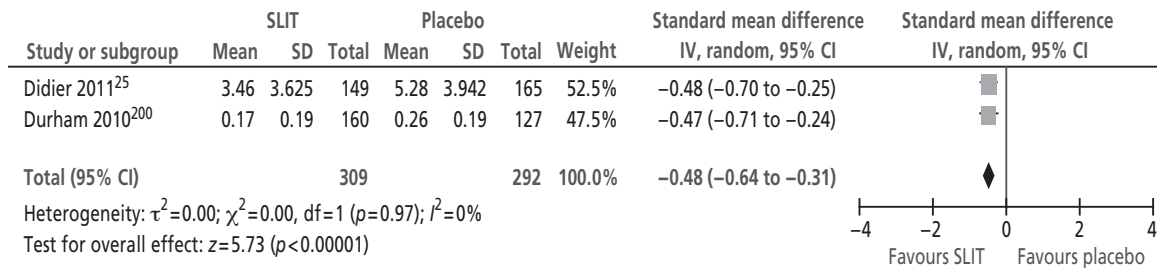 SLIT Placebo Standard mean difference Standard mean difference
Study or subgroup Mean SD Total Mean SD Total Weight IV, random, 95% CI IV, random, 95% CI
Didier 2011²⁵ 3.46 3.625 149 5.28 3.942 165 52.5% −0.48 (−0.70 to −0.25)
Durham 2010²⁰⁰ 0.17 0.19 160 0.26 0.19 127 47.5% −0.47 (−0.71 to −0.24)
Total (95% CI) 309 292 100.0% −0.48 (−0.64 to −0.31)
Heterogeneity: τ²=0.00; χ²=0.00, df=1 (p=0.97); I²=0%
Test for overall effect: z=5.73 (p<0.00001)
−4 −2 0 2 4
Favours SLIT Favours placebo